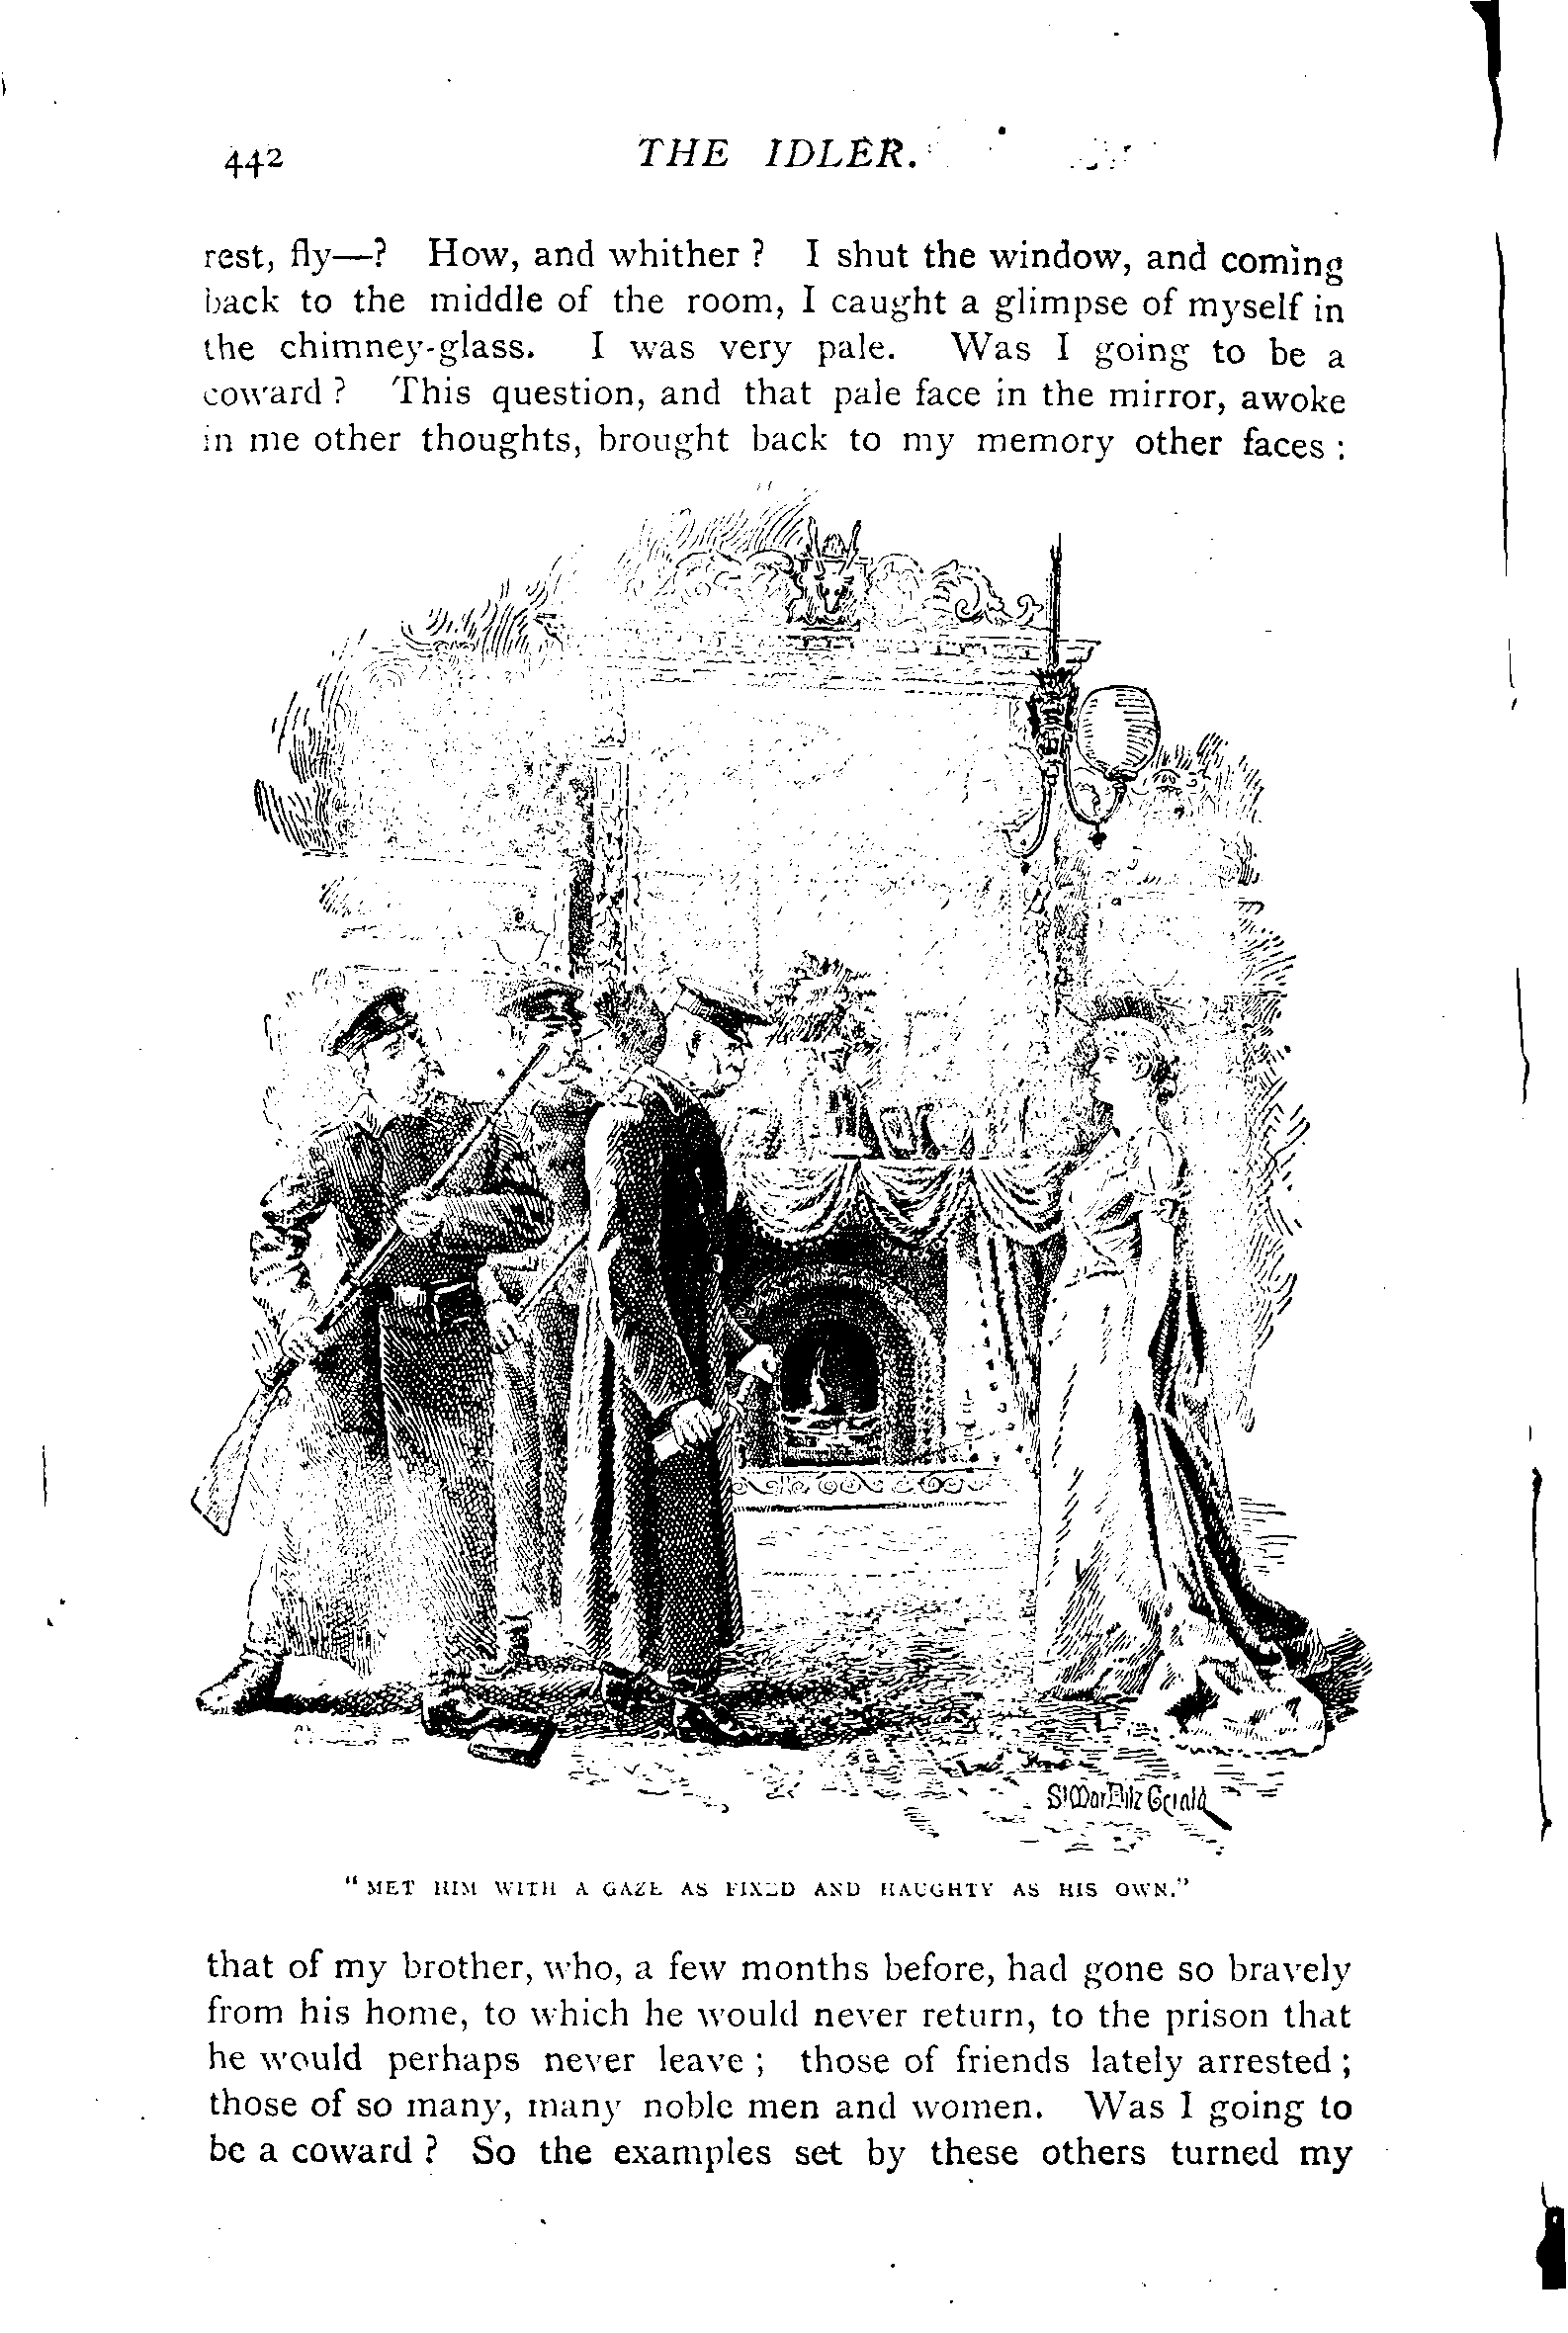 442 THE IDLER.
rest, fly—? How, and whither? I shut the window, and coming
back to the middle of the room, I caught a glimpse of myself in
the chimney-glass. I was very pale. Was I going to be a
coward? This question, and that pale face in the mirror, awoke
in me other thoughts, brought back to my memory other faces:
St Mar Fitz Gerald
"MET HIM WITH A GAZE AS FIXED AND HAUGHTY AS HIS OWN."
that of my brother, who, a few months before, had gone so bravely
from his home, to which he would never return, to the prison that
he would perhaps never leave; those of friends lately arrested;
those of so many, many noble men and women. Was I going to
be a coward? So the examples set by these others turned my